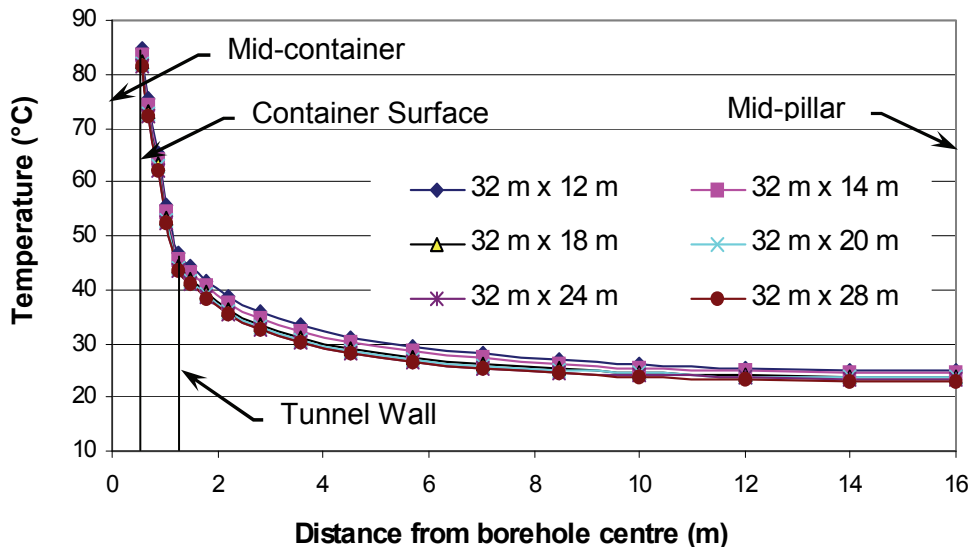 90
80
70
60
50
40
30
20
10
Temperature (°C)
Mid-container
Container Surface
Mid-pillar
32 m x 12 m
32 m x 14 m
32 m x 18 m
32 m x 20 m
32 m x 24 m
32 m x 28 m
Tunnel Wall
0 2 4 6 8 10 12 14 16
Distance from borehole centre (m)